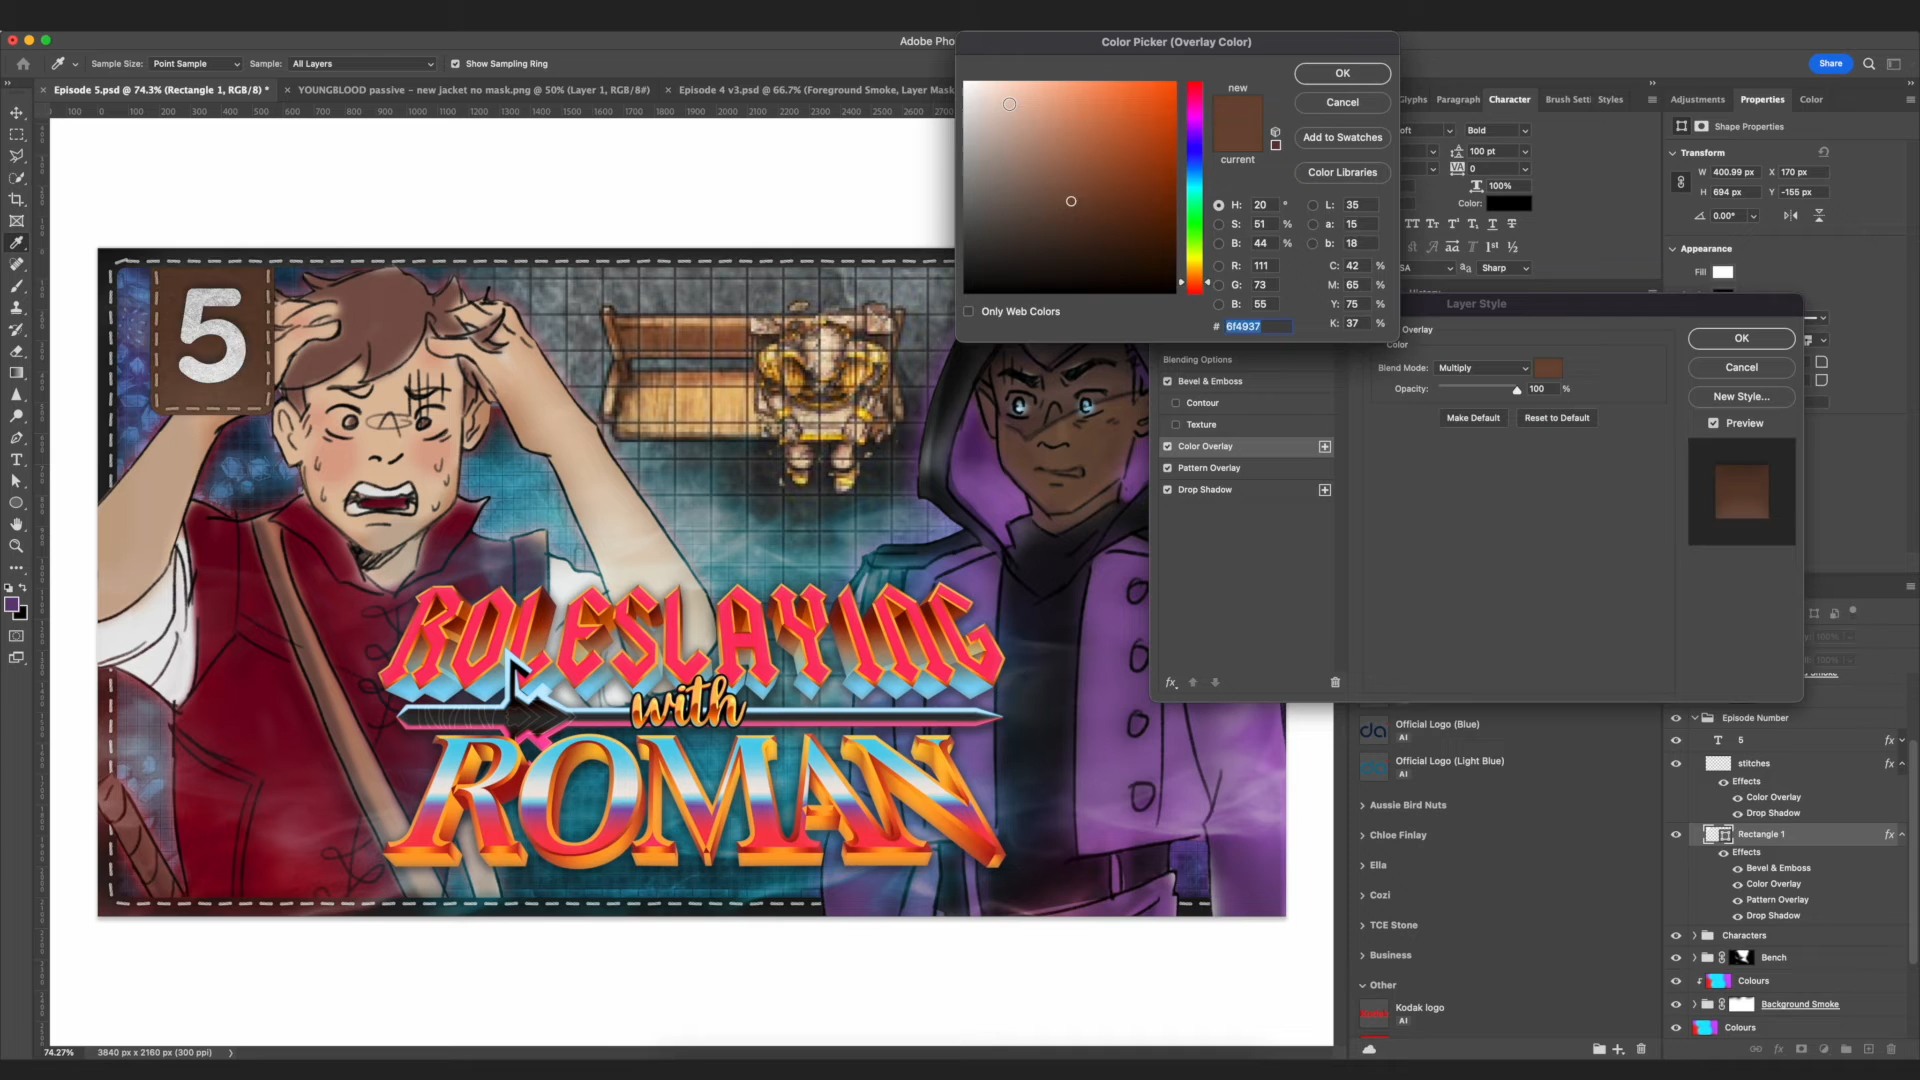 Adobe Pho
Color Picker (Overlay Color)
Sample Size: Point Sample Sample: All Layers Show Sampling Ring
Share
Episode 5.psd @ 74.3% (Rectangle 1, RGB/8) *
YOUNGBLOOD passive – new jacket no mask.png @ 50% (Layer 1, RGB/8#)
Episode 4 v3.psd @ 66.7% (Foreground Smoke, Layer Mask
new
current
OK
Cancel
Add to Swatches
Color Libraries
H: 20 °
S: 51 %
B: 44 %
R: 111
G: 73
B: 55
# 6f4937
L: 35
a: 15
b: 18
C: 42 %
M: 65 %
Y: 75 %
K: 37 %
Only Web Colors
Glyphs Paragraph Character Brush Setti Styles
Bold
100 pt
0
100%
Color:
Sharp
Adjustments Properties Color
Shape Properties
Transform
W 400.99 px X 170 px
H 694 px Y -155 px
0.00°
Appearance
Fill
Layer Style
Overlay
Color
Blend Mode: Multiply
Opacity: 100 %
Make Default Reset to Default
OK
Cancel
New Style...
Preview
Blending Options
Bevel & Emboss
Contour
Texture
Color Overlay
Pattern Overlay
Drop Shadow
fx
5
ROLESLAYING
with
ROMAN
Official Logo (Blue)
AI
Official Logo (Light Blue)
AI
Aussie Bird Nuts
Chloe Finlay
Ella
Cozi
TCE Stone
Business
Other
Kodak logo
AI
Episode Number
5
stitches
Effects
Color Overlay
Drop Shadow
Rectangle 1
Effects
Bevel & Emboss
Color Overlay
Pattern Overlay
Drop Shadow
Characters
Bench
Colours
Background Smoke
Colours
74.27% 3840 px x 2160 px (300 ppi)